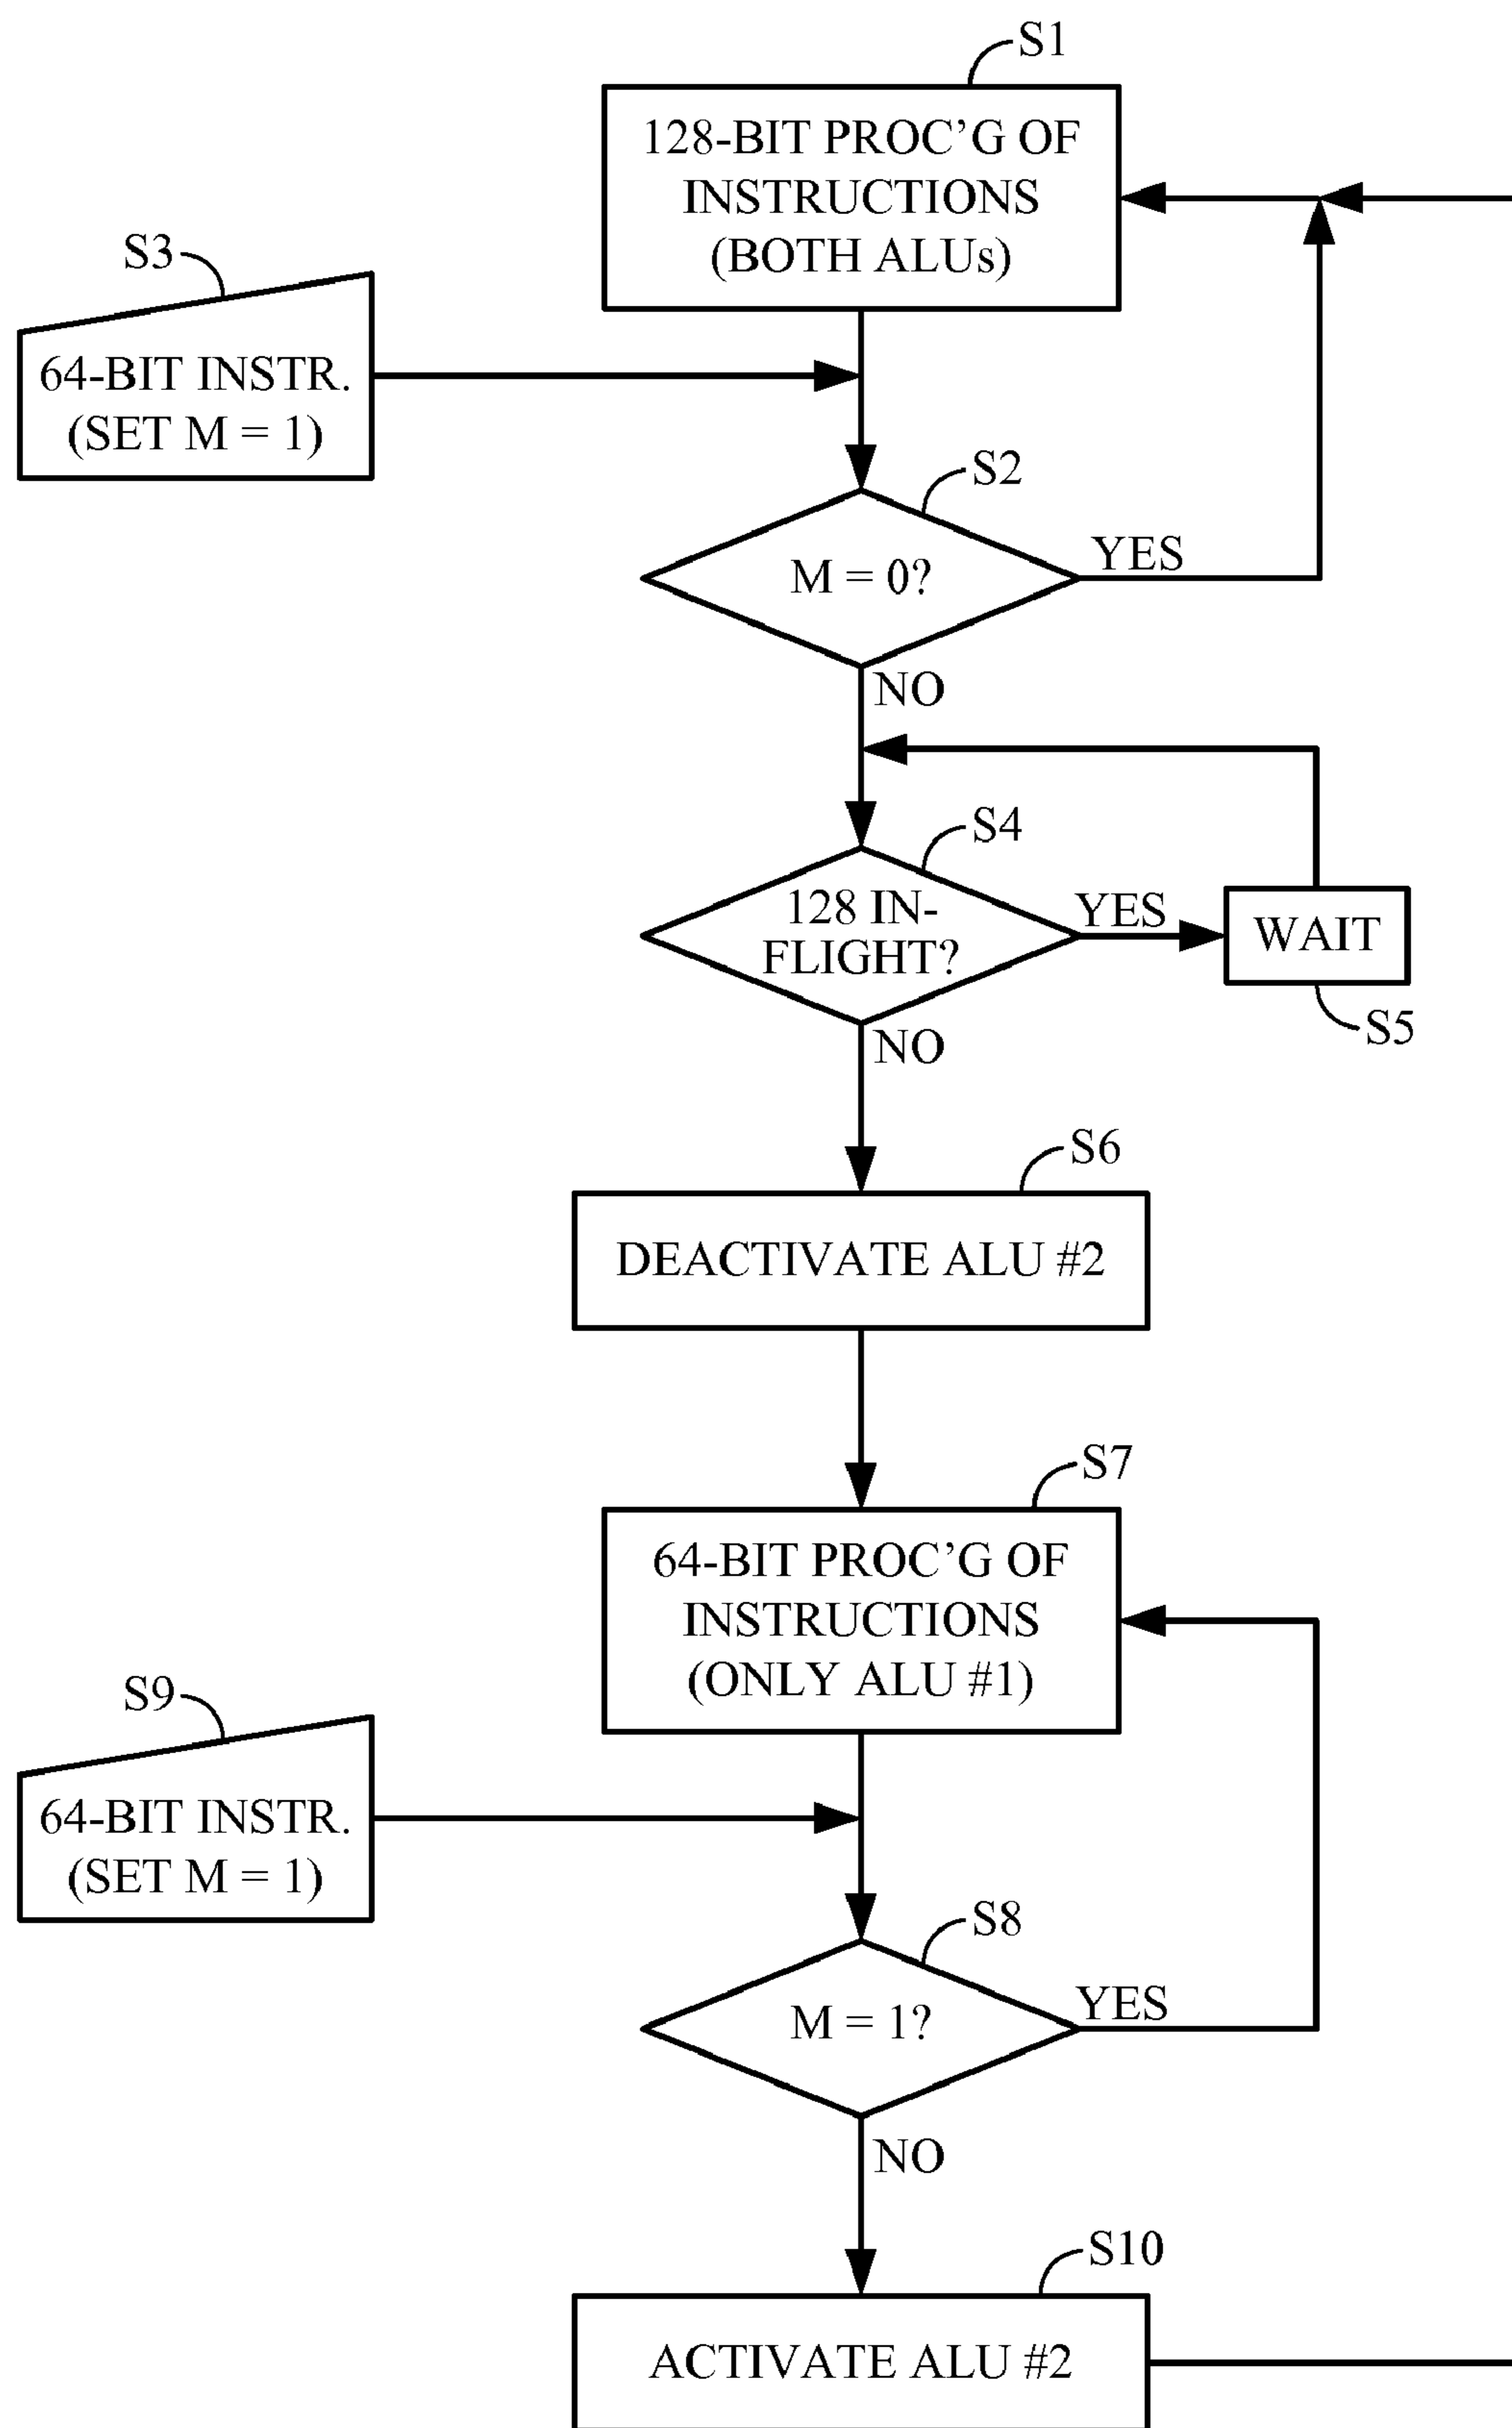 S1
128-BIT PROC'G OF
INSTRUCTIONS
(BOTH ALUs)
S3
64-BIT INSTR.
(SET M = 1)
S2
M = 0?
YES
NO
S4
128 IN-
FLIGHT?
YES
WAIT
S5
NO
S6
DEACTIVATE ALU #2
S7
64-BIT PROC'G OF
INSTRUCTIONS
(ONLY ALU #1)
S9
64-BIT INSTR.
(SET M = 1)
S8
M = 1?
YES
NO
S10
ACTIVATE ALU #2